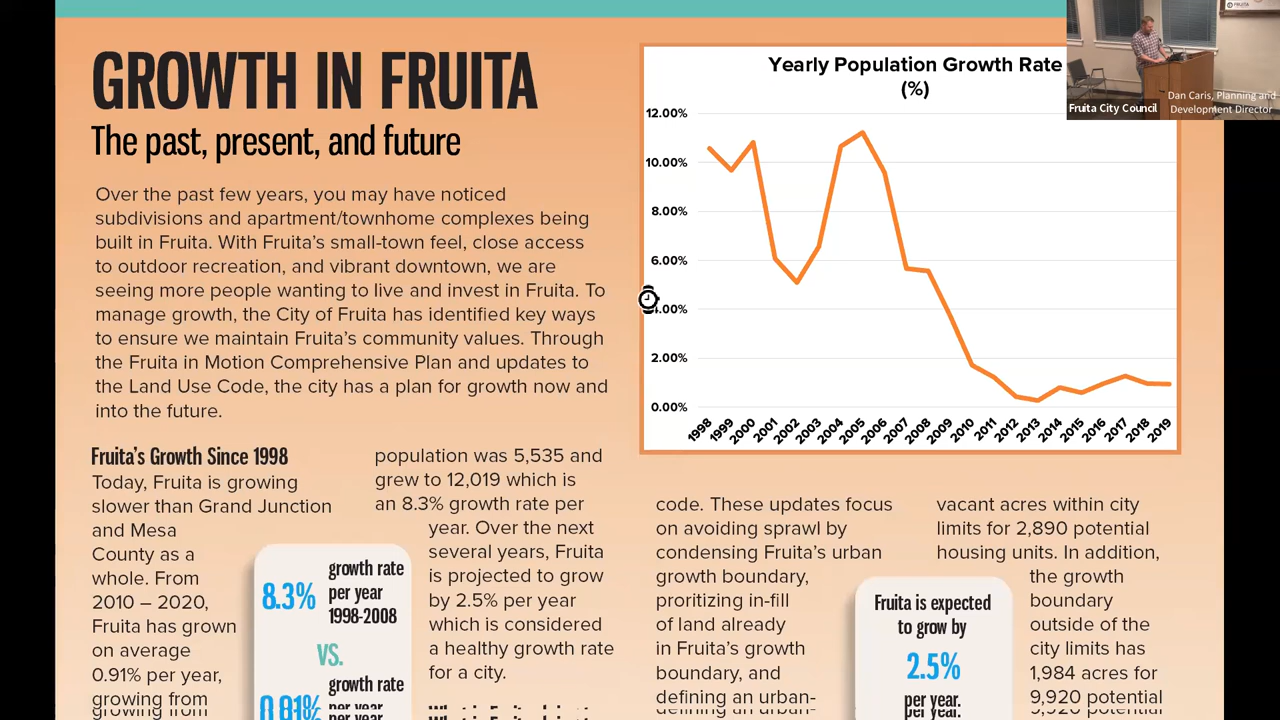 GROWTH IN FRUITA
The past, present, and future
Over the past few years, you may have noticed
subdivisions and apartment/townhome complexes being
built in Fruita. With Fruita's small-town feel, close access
to outdoor recreation, and vibrant downtown, we are
seeing more people wanting to live and invest in Fruita. To
manage growth, the City of Fruita has identified key ways
to ensure we maintain Fruita's community values. Through
the Fruita in Motion Comprehensive Plan and updates to
the Land Use Code, the city has a plan for growth now and
into the future.
Fruita's Growth Since 1998
Today, Fruita is growing
slower than Grand Junction
and Mesa
County as a
whole. From
2010 – 2020,
Fruita has grown
on average
0.91% per year,
growing from
8.3%
growth rate
per year
1998-2008
VS.
0.91%
growth rate
per year
population was 5,535 and
grew to 12,019 which is
an 8.3% growth rate per
year. Over the next
several years, Fruita
is projected to grow
by 2.5% per year
which is considered
a healthy growth rate
for a city.
Yearly Population Growth Rate
(%)
12.00%
10.00%
8.00%
6.00%
4.00%
2.00%
0.00%
1998 1999 2000 2001 2002 2003 2004 2005 2006 2007 2008 2009 2010 2011 2012 2013 2014 2015 2016 2017 2018 2019
Fruita City Council
Dan Caris, Planning and
Development Director
code. These updates focus
on avoiding sprawl by
condensing Fruita's urban
growth boundary,
proritizing in-fill
of land already
in Fruita's growth
boundary, and
defining an urban-
Fruita is expected
to grow by
2.5%
per year.
vacant acres within city
limits for 2,890 potential
housing units. In addition,
the growth
boundary
outside of the
city limits has
1,984 acres for
9,920 potential